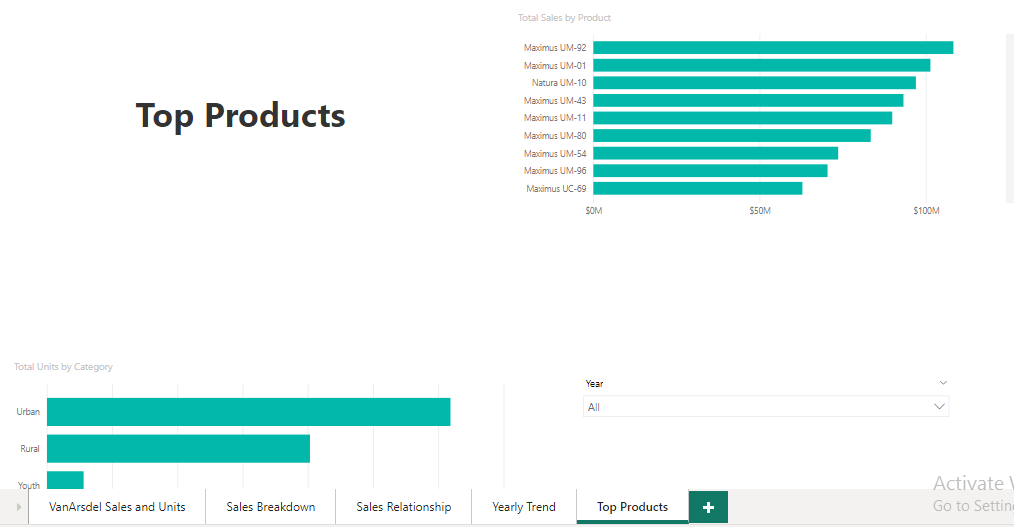 Total Sales by Product
Maximus UM-92
Maximus UM-01
Natura UM-10
Maximus UM-43
Maximus UM-11
Maximus UM-80
Maximus UM-54
Maximus UM-96
Maximus UC-69
$0M $50M $100M
Top Products
Total Units by Category
Urban
Rural
Youth
Year
All
Activate
Go to Settin
VanArsdel Sales and Units Sales Breakdown Sales Relationship Yearly Trend Top Products +